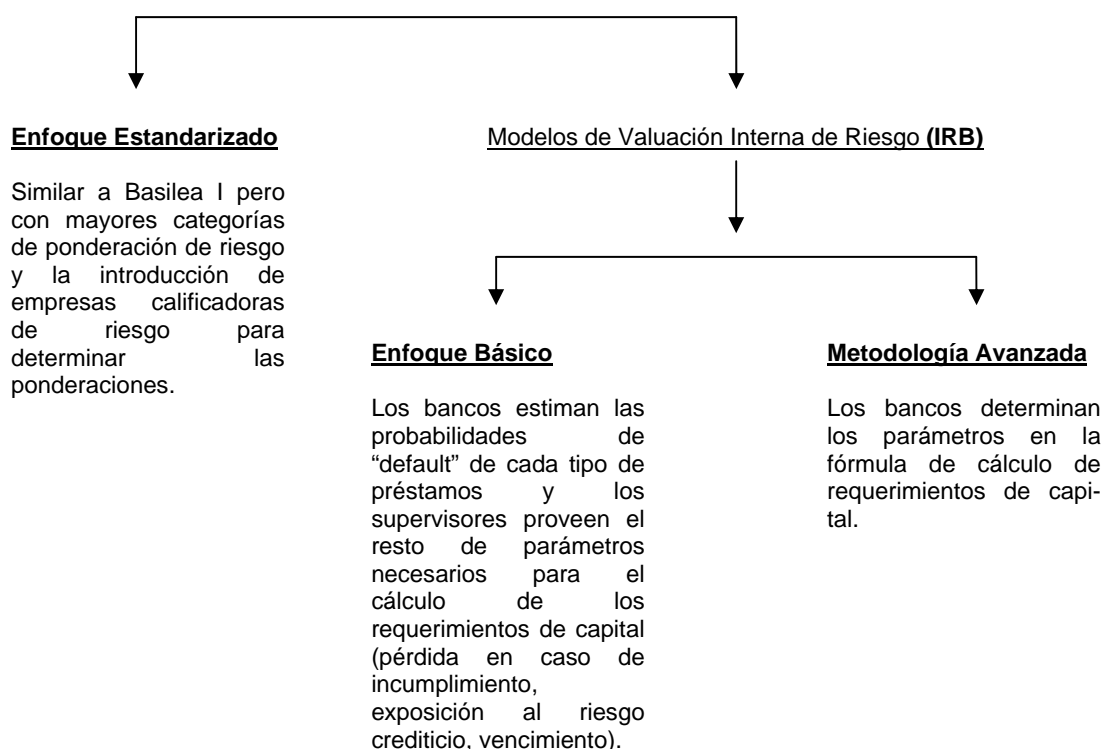 Enfoque Estandarizado
Similar a Basilea I pero
con mayores categorías
de ponderación de riesgo
y la introducción de
empresas calificadoras
de riesgo para
determinar las
ponderaciones.
Modelos de Valuación Interna de Riesgo (IRB)
Enfoque Básico
Los bancos estiman las
probabilidades de
“default” de cada tipo de
préstamos y los
supervisores proveen el
resto de parámetros
necesarios para el
cálculo de los
requerimientos de capital
(pérdida en caso de
incumplimiento,
exposición al riesgo
crediticio, vencimiento).
Metodología Avanzada
Los bancos determinan
los parámetros en la
fórmula de cálculo de
requerimientos de capi-
tal.